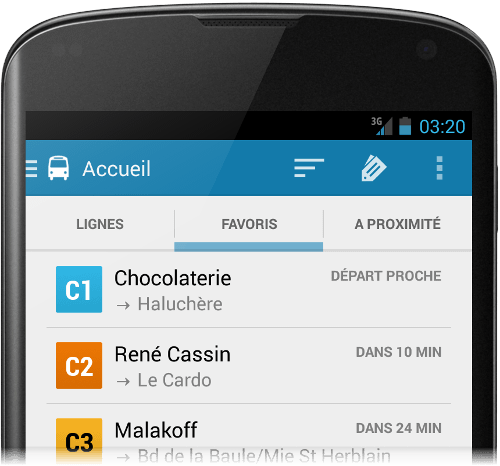 3G 03:20
Accueil
LIGNES FAVORIS A PROXIMITÉ
C1 Chocolaterie DÉPART PROCHE
→ Haluchère
C2 René Cassin DANS 10 MIN
→ Le Cardo
C3 Malakoff DANS 24 MIN
→ Bd de la Baule/Mie St Herblain